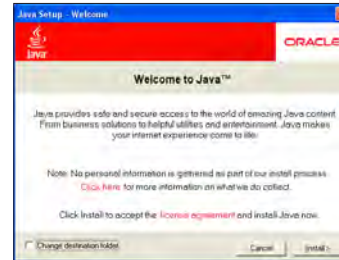 Java Setup - Welcome
Java
ORACLE
Welcome to Java™
Java provides safe and secure access to the world of amazing Java content.
From business solutions to helpful utilities and entertainment, Java makes
your internet experience come to life.
Note: No personal information is gathered as part of our install process.
Click here for more information on what we do collect.
Click Install to accept the license agreement and install Java now.
Change destination folder
Cancel
Install >